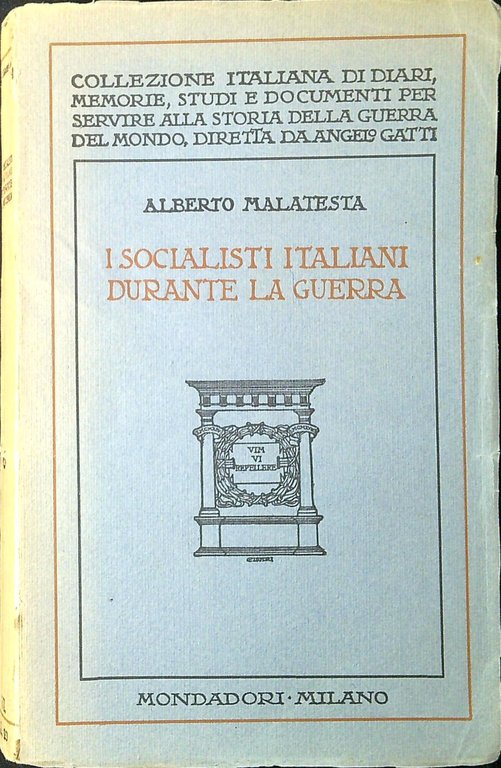 COLLEZIONE ITALIANA DI DIARI,
MEMORIE, STUDI E DOCUMENTI PER
SERVIRE ALLA STORIA DELLA GUERRA
DEL MONDO, DIRETTA DA ANGELO GATTI
ALBERTO MALATESTA
I SOCIALISTI ITALIANI
DURANTE LA GUERRA
VIM
VI
REPELLERE
MONDADORI · MILANO